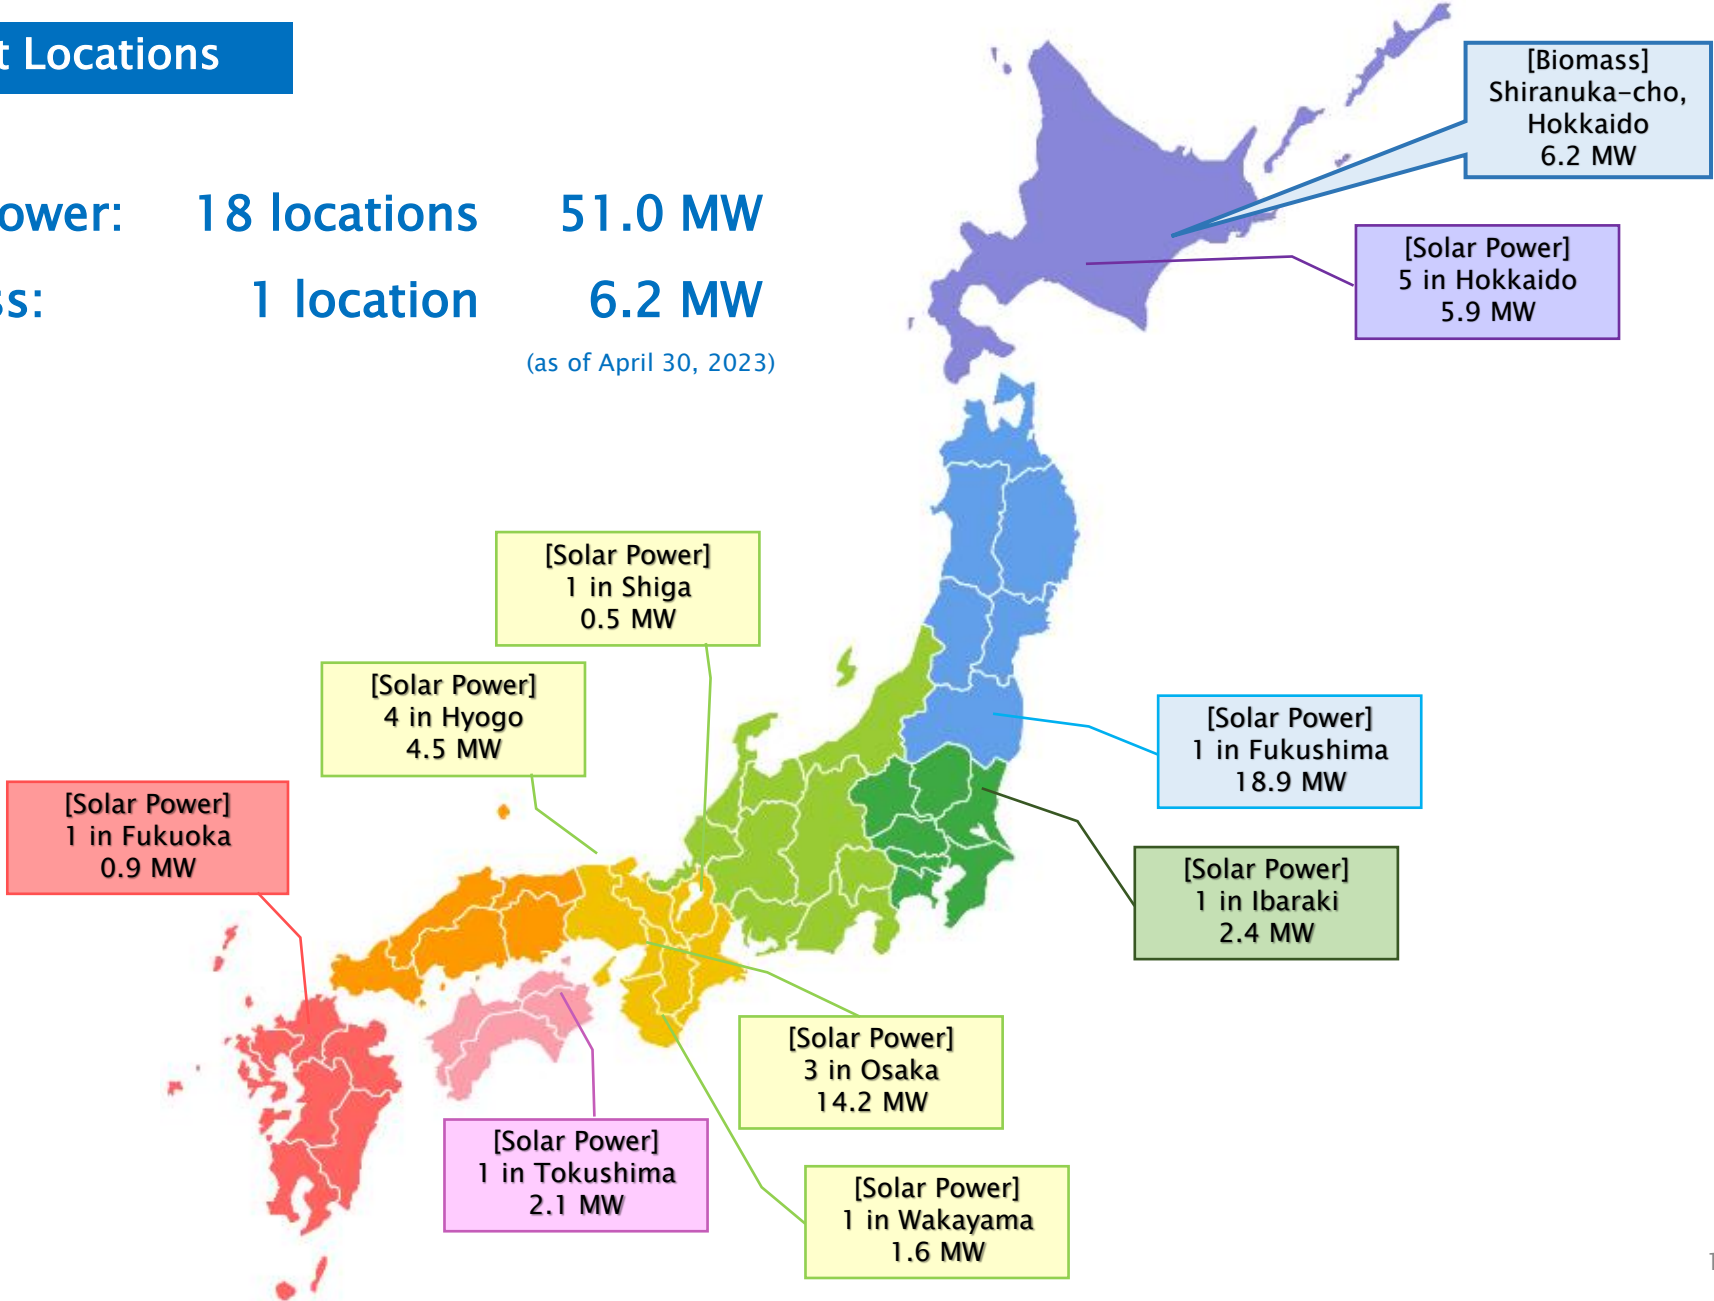 t Locations
ower: 18 locations 51.0 MW
ss: 1 location 6.2 MW
(as of April 30, 2023)
[Biomass]
Shiranuka-cho,
Hokkaido
6.2 MW
[Solar Power]
5 in Hokkaido
5.9 MW
[Solar Power]
1 in Shiga
0.5 MW
[Solar Power]
4 in Hyogo
4.5 MW
[Solar Power]
1 in Fukushima
18.9 MW
[Solar Power]
1 in Fukuoka
0.9 MW
[Solar Power]
1 in Ibaraki
2.4 MW
[Solar Power]
3 in Osaka
14.2 MW
[Solar Power]
1 in Tokushima
2.1 MW
[Solar Power]
1 in Wakayama
1.6 MW
1